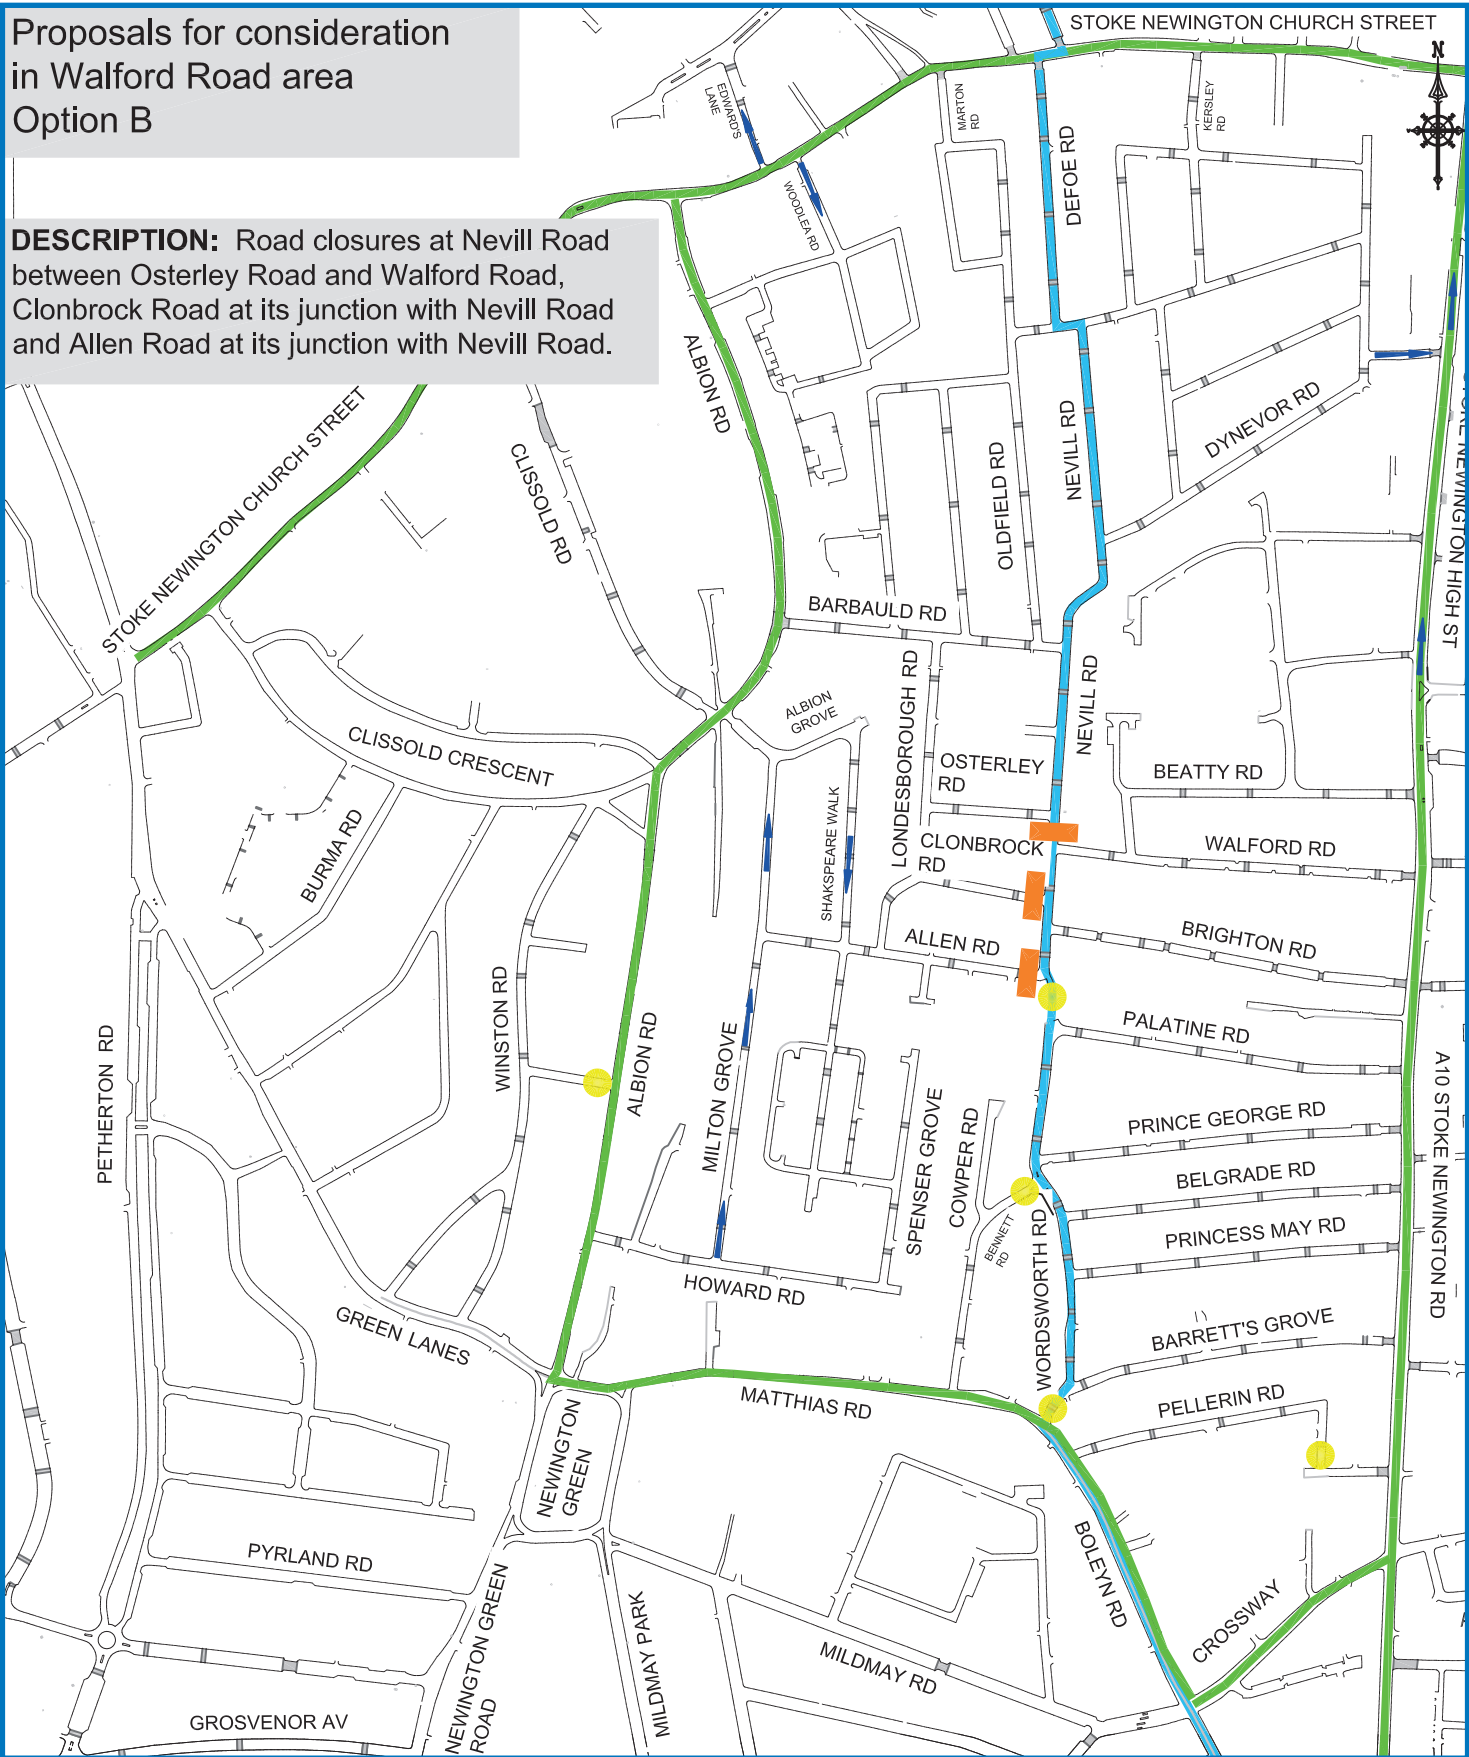 Proposals for consideration
in Walford Road area
Option B
DESCRIPTION: Road closures at Nevill Road
between Osterley Road and Walford Road,
Clonbrock Road at its junction with Nevill Road
and Allen Road at its junction with Nevill Road.
STOKE NEWINGTON CHURCH STREET
N
EDWARD'S
LANE
MARTON
RD
KERSLEY
RD
DEFOE RD
WOODLEA RD
ALBION RD
STOKE NEWINGTON CHURCH STREET
CLISSOLD RD
OLDFIELD RD
NEVILL RD
DYNEVOR RD
STOKE NEWINGTON HIGH ST
BARBAULD RD
LONDESBOROUGH RD
NEVILL RD
ALBION
GROVE
CLISSOLD CRESCENT
OSTERLEY
RD
BEATTY RD
BURMA RD
SHAKSPEARE WALK
CLONBROCK
RD
WALFORD RD
ALLEN RD
BRIGHTON RD
WINSTON RD
PETHERTON RD
ALBION RD
MILTON GROVE
PALATINE RD
SPENSER GROVE
COWPER RD
PRINCE GEORGE RD
A10 STOKE NEWINGTON RD
BELGRADE RD
BENNETT
RD
WORDSWORTH RD
PRINCESS MAY RD
HOWARD RD
GREEN LANES
BARRETT'S GROVE
MATTHIAS RD
PELLERIN RD
NEWINGTON
GREEN
PYRLAND RD
BOLEYN RD
CROSSWAY
NEWINGTON GREEN
ROAD
MILDMAY PARK
MILDMAY RD
GROSVENOR AV